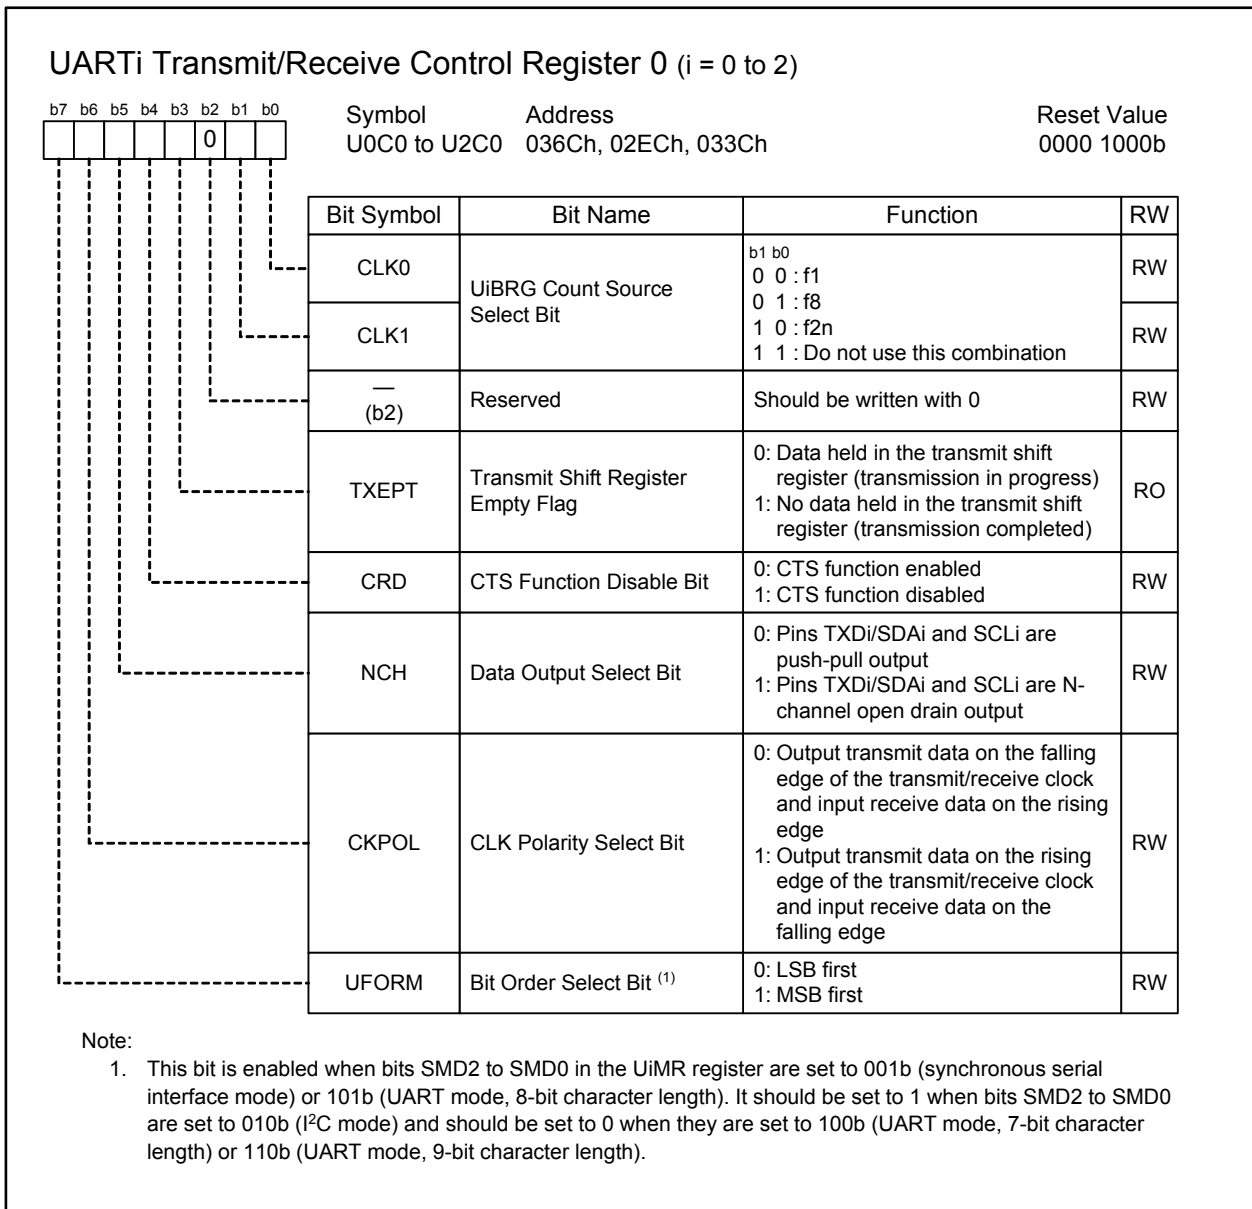 UARTi Transmit/Receive Control Register 0 (i = 0 to 2)
b7 b6 b5 b4 b3 b2 b1 b0
0
Symbol Address Reset Value
U0C0 to U2C0 036Ch, 02ECh, 033Ch 0000 1000b
Bit Symbol Bit Name Function RW
CLK0
CLK1
UiBRG Count Source
Select Bit
b1 b0
0 0 : f1
0 1 : f8
1 0 : f2n
1 1 : Do not use this combination
RW
RW
—
(b2)
Reserved
Should be written with 0
RW
TXEPT
Transmit Shift Register
Empty Flag
0: Data held in the transmit shift
register (transmission in progress)
1: No data held in the transmit shift
register (transmission completed)
RO
CRD
CTS Function Disable Bit
0: CTS function enabled
1: CTS function disabled
RW
NCH
Data Output Select Bit
0: Pins TXDi/SDAi and SCLi are
push-pull output
1: Pins TXDi/SDAi and SCLi are N-
channel open drain output
RW
CKPOL
CLK Polarity Select Bit
0: Output transmit data on the falling
edge of the transmit/receive clock
and input receive data on the rising
edge
1: Output transmit data on the rising
edge of the transmit/receive clock
and input receive data on the
falling edge
RW
UFORM
Bit Order Select Bit (1)
0: LSB first
1: MSB first
RW
Note:
1. This bit is enabled when bits SMD2 to SMD0 in the UiMR register are set to 001b (synchronous serial
interface mode) or 101b (UART mode, 8-bit character length). It should be set to 1 when bits SMD2 to SMD0
are set to 010b (I²C mode) and should be set to 0 when they are set to 100b (UART mode, 7-bit character
length) or 110b (UART mode, 9-bit character length).